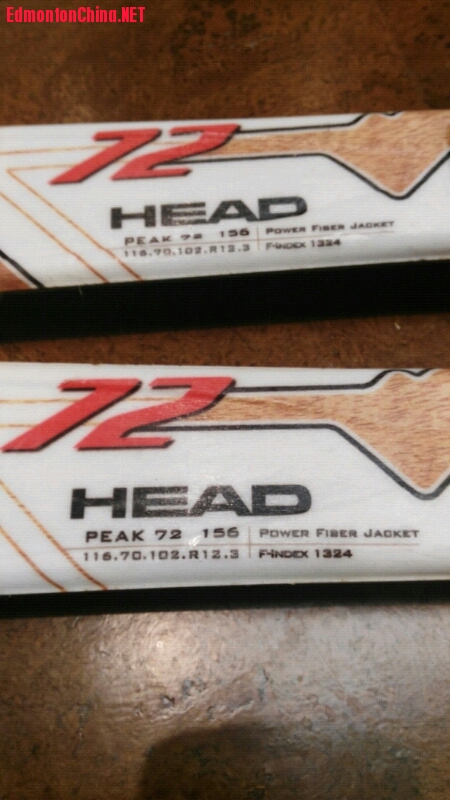 EdmontonChina.NET
72
HEAD
PEAK 72 156 POWER FIBER JACKET
116.70.102.R12.3 F-INDEX 1324
72
HEAD
PEAK 72 156 POWER FIBER JACKET
116.70.102.R12.3 F-INDEX 1324